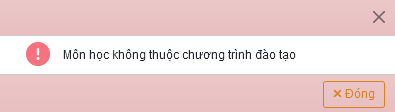 Môn học không thuộc chương trình đào tạo
× Đóng